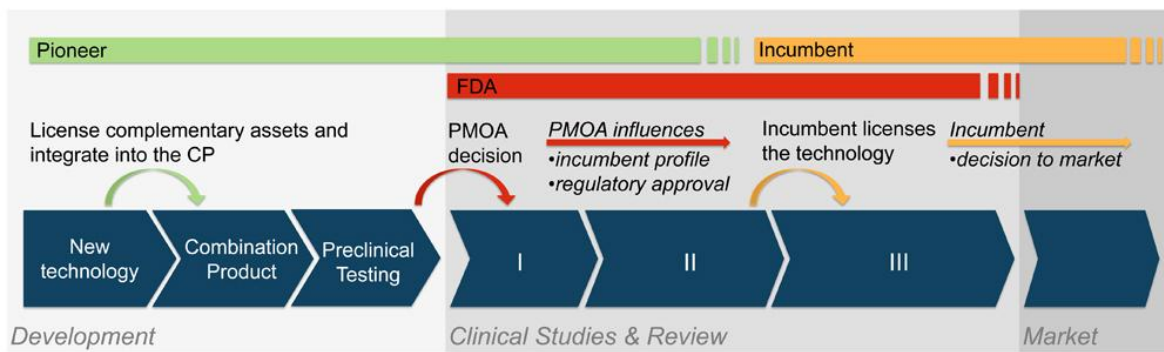 Pioneer
Incumbent
FDA
License complementary assets and
integrate into the CP
PMOA
decision
PMOA influences
•incumbent profile
•regulatory approval
Incumbent licenses
the technology
Incumbent
•decision to market
New
technology
Combination
Product
Preclinical
Testing
I
II
III
Development
Clinical Studies & Review
Market